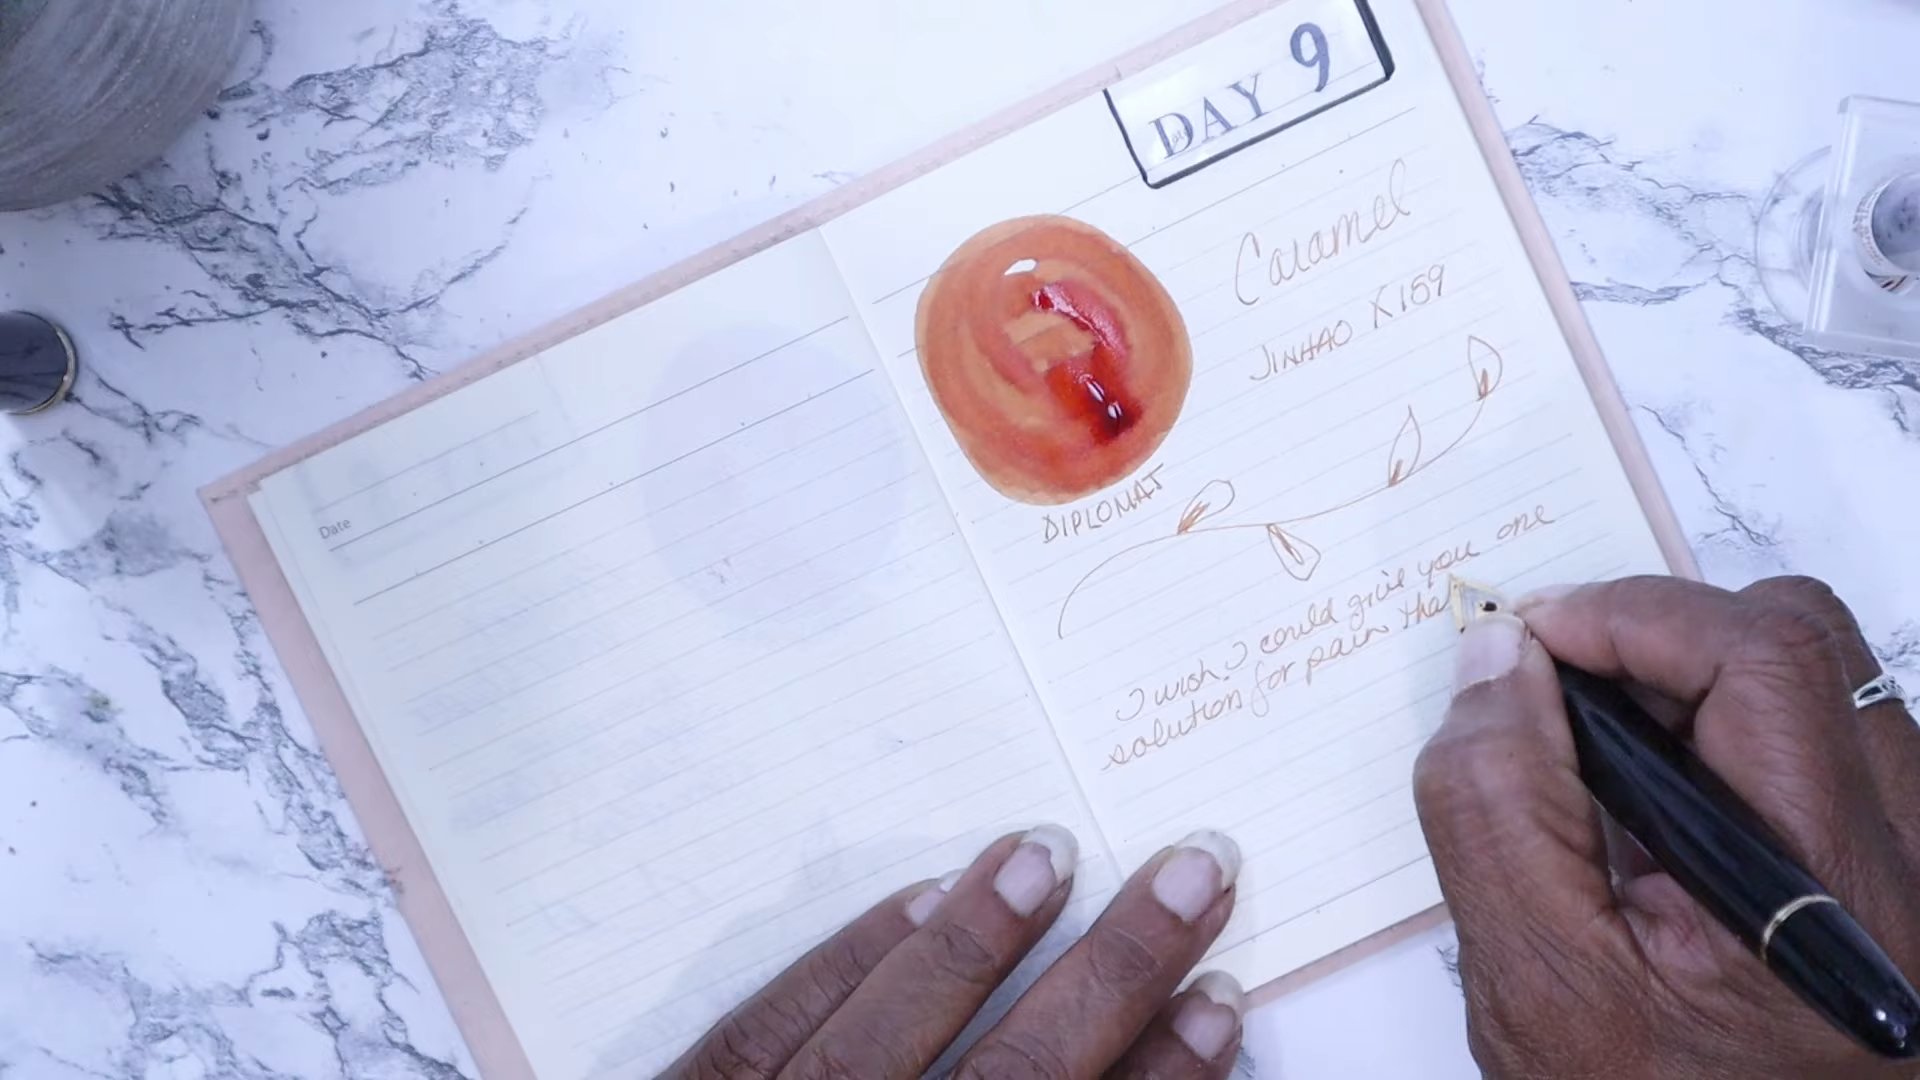 DAY 9
Caramel
JINHAO X159
DIPLOMAT
I wish I could give you one
solution for pain tha
Date